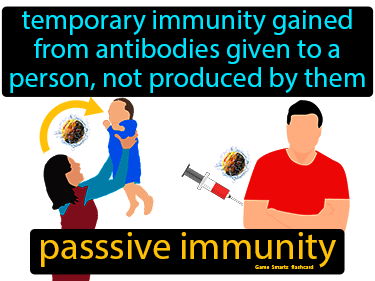 temporary immunity gained
from antibodies given to a
person, not produced by them
passsive immunity
Game Smartz flashcard